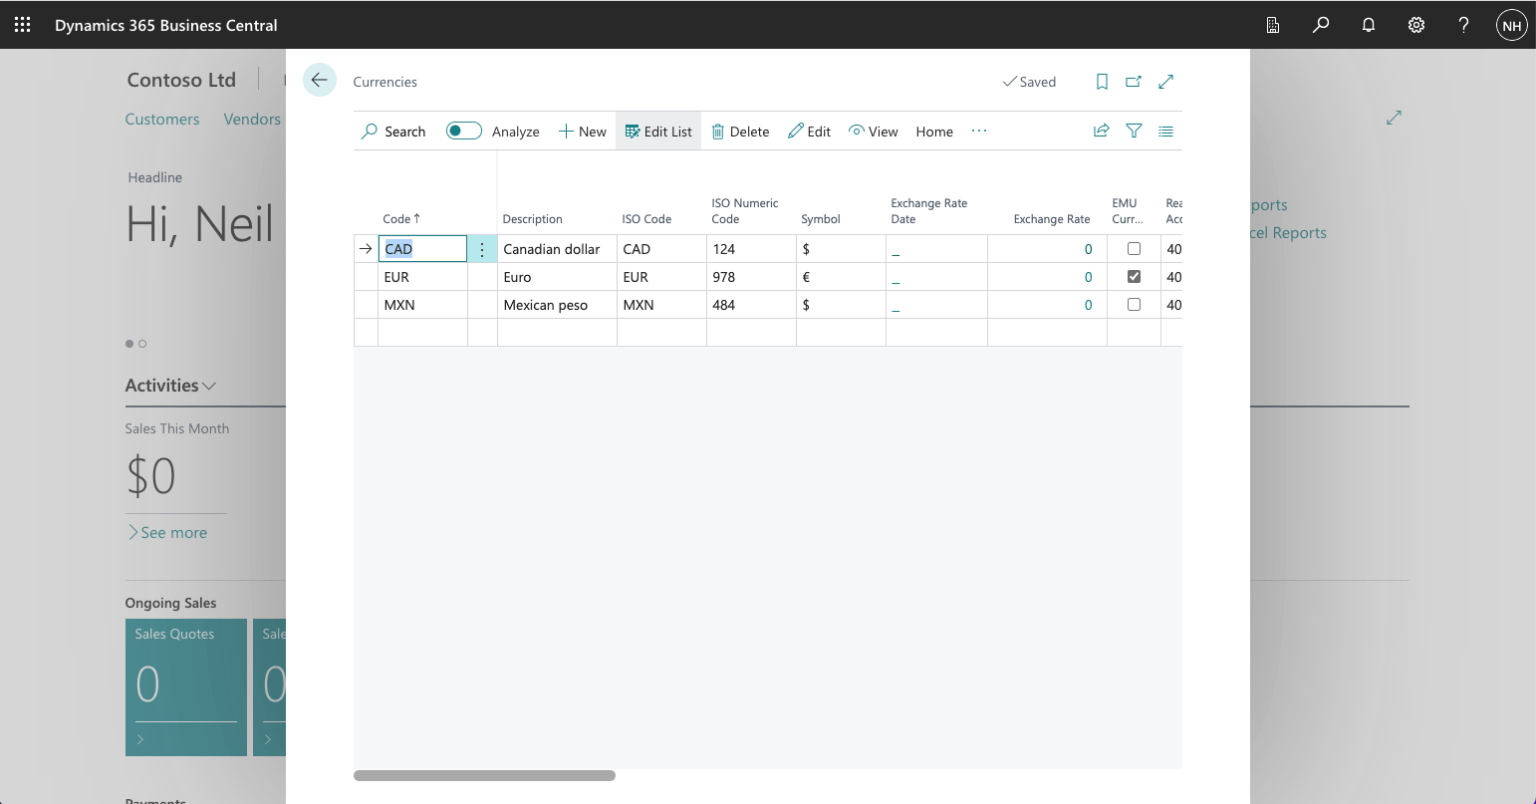 Dynamics 365 Business Central
NH
Contoso Ltd
Customers Vendors
Headline
Hi, Neil
Activities
Sales This Month
$0
See more
Ongoing Sales
Sales Quotes
0
Sale
0
Payments
Currencies
Saved
Search Analyze New Edit List Delete Edit View Home ...
Code ↑ Description ISO Code ISO Numeric Code Symbol Exchange Rate Date Exchange Rate EMU Curr... Rea Acc
→ CAD ⋮ Canadian dollar CAD 124 $ _ 0 40
EUR Euro EUR 978 € _ 0 40
MXN Mexican peso MXN 484 $ _ 0 40
ports
cel Reports